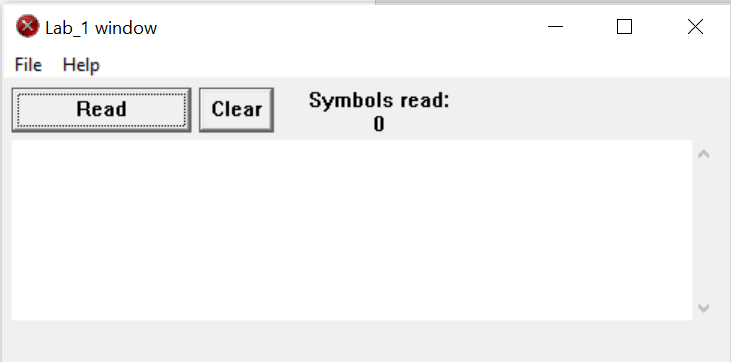 Lab_1 window
File Help
Read Clear Symbols read:
0